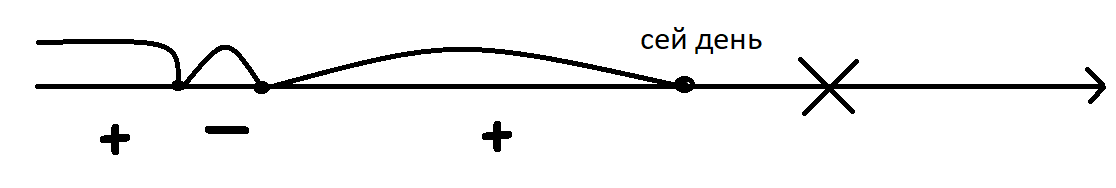 сей день
+ − +